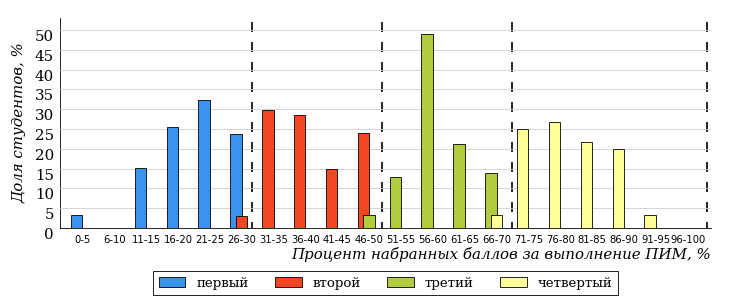 Доля студентов, %
50
45
40
35
30
25
20
15
10
5
0
0-5 6-10 11-15 16-20 21-25 26-30 31-35 36-40 41-45 46-50 51-55 56-60 61-65 66-70 71-75 76-80 81-85 86-90 91-95 96-100
Процент набранных баллов за выполнение ПИМ, %
первый второй третий четвертый